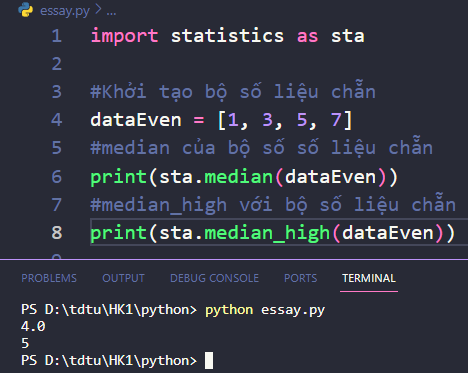 essay.py > ...
1 import statistics as sta
2
3 #Khởi tạo bộ số liệu chẵn
4 dataEven = [1, 3, 5, 7]
5 #median của bộ số số liệu chẵn
6 print(sta.median(dataEven))
7 #median_high với bộ số liệu chẵn
8 print(sta.median_high(dataEven))
PROBLEMS OUTPUT DEBUG CONSOLE PORTS TERMINAL
PS D:\tdtu\HK1\python> python essay.py
4.0
5
PS D:\tdtu\HK1\python>